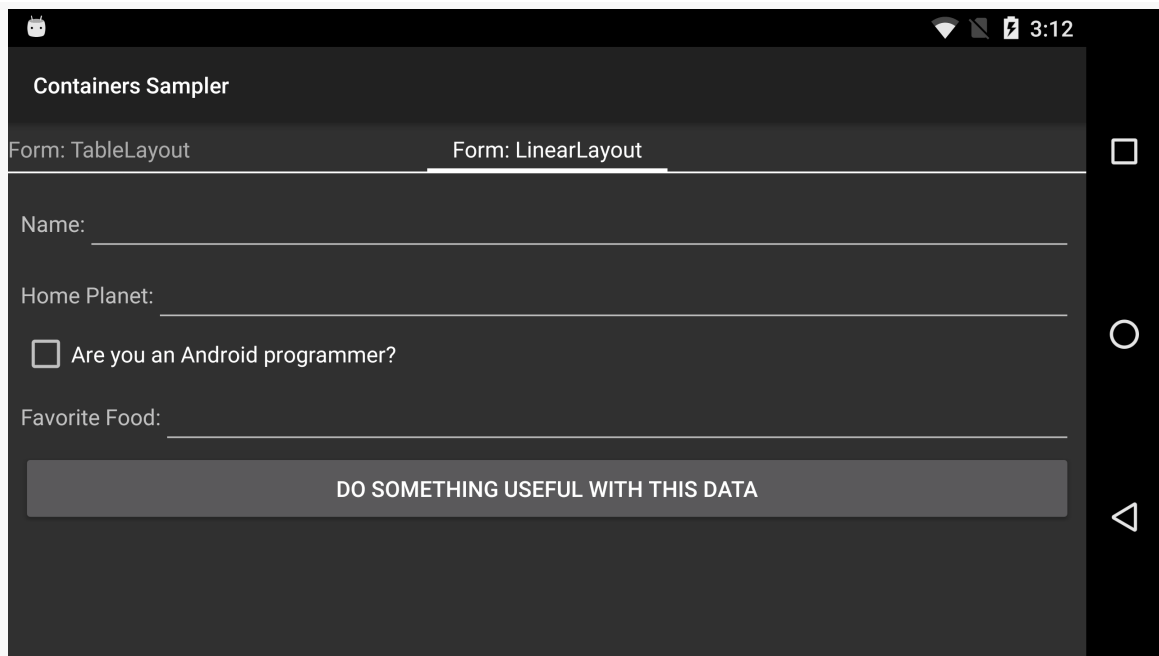 3:12
Containers Sampler
Form: TableLayout Form: LinearLayout
Name:
Home Planet:
Are you an Android programmer?
Favorite Food:
DO SOMETHING USEFUL WITH THIS DATA